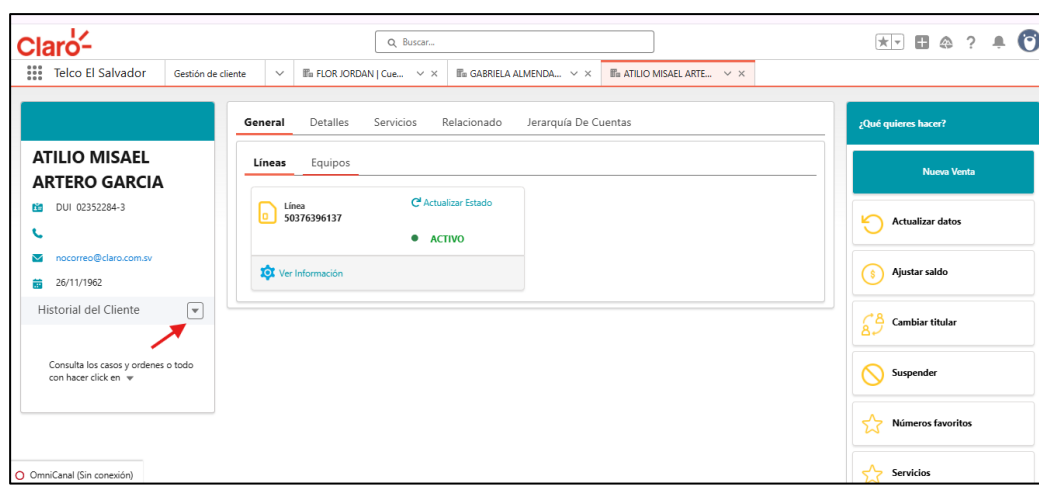 Claro
Buscar...
Telco El Salvador
Gestión de cliente
FLOR JORDAN | Cue...
GABRIELA ALMENDA...
ATILIO MISAEL ARTE...
ATILIO MISAEL
ARTERO GARCIA
DUI 02352284-3
nocorreo@claro.com.sv
26/11/1962
Historial del Cliente
Consulta los casos y ordenes o todo
con hacer click en
OmniCanal (Sin conexión)
General
Detalles
Servicios
Relacionado
Jerarquía De Cuentas
Líneas
Equipos
Línea
50376396137
Actualizar Estado
ACTIVO
Ver Información
¿Qué quieres hacer?
Nueva Venta
Actualizar datos
Ajustar saldo
Cambiar titular
Suspender
Números favoritos
Servicios